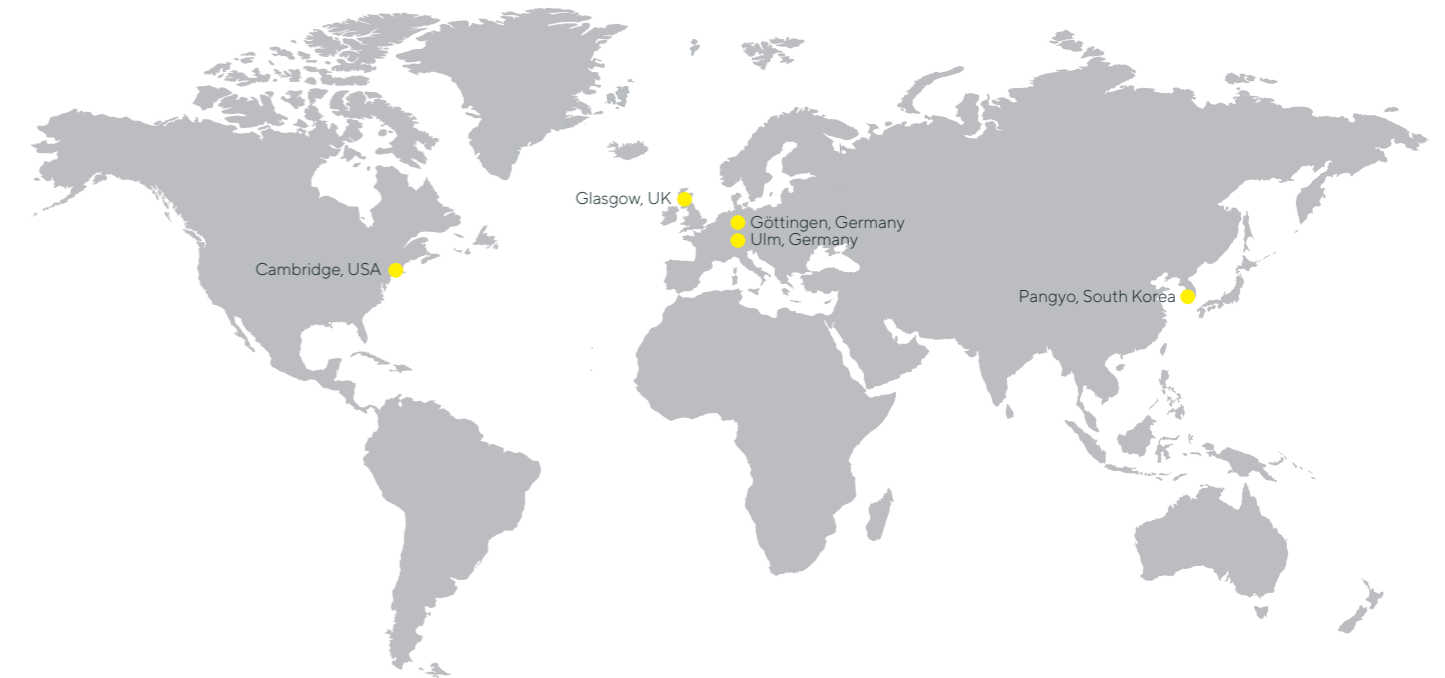 Glasgow, UK
Göttingen, Germany
Ulm, Germany
Cambridge, USA
Pangyo, South Korea